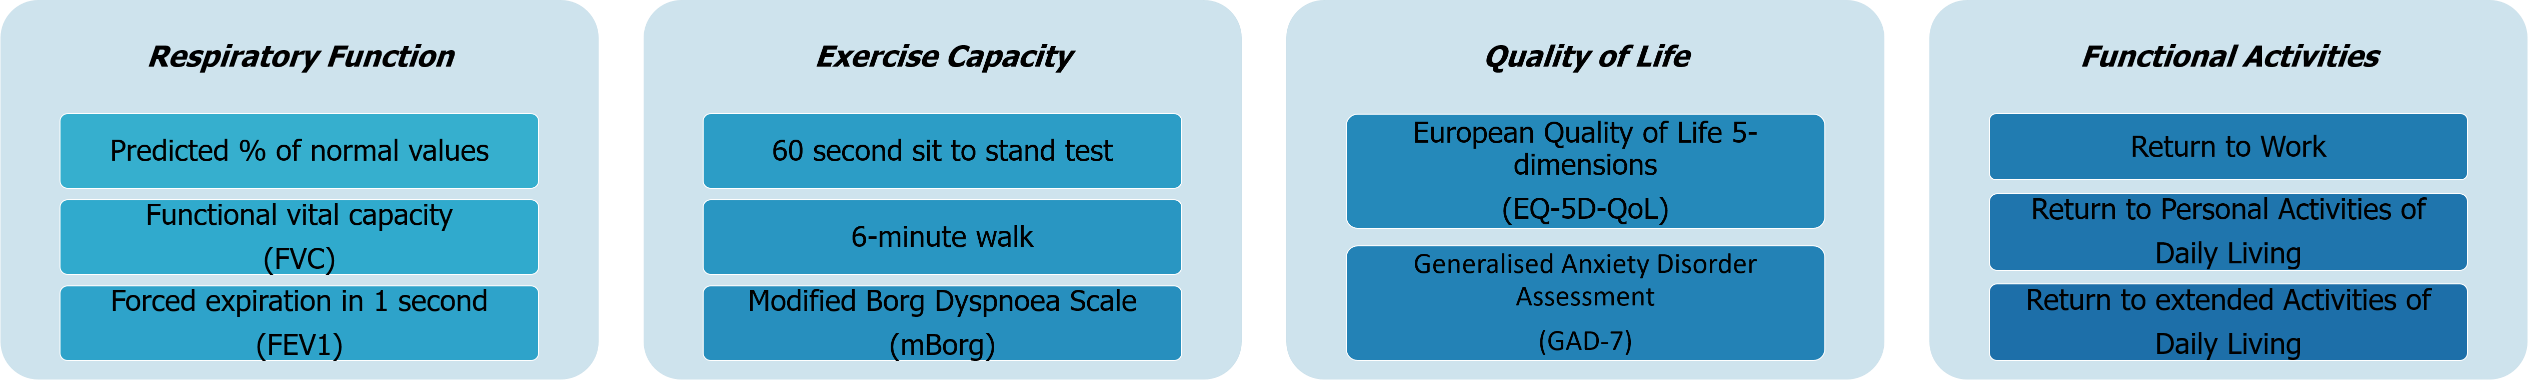 Respiratory Function
Predicted % of normal values
Functional vital capacity
(FVC)
Forced expiration in 1 second
(FEV1)
Exercise Capacity
60 second sit to stand test
6-minute walk
Modified Borg Dyspnoea Scale
(mBorg)
Quality of Life
European Quality of Life 5-
dimensions
(EQ-5D-QoL)
Generalised Anxiety Disorder
Assessment
(GAD-7)
Functional Activities
Return to Work
Return to Personal Activities of
Daily Living
Return to extended Activities of
Daily Living